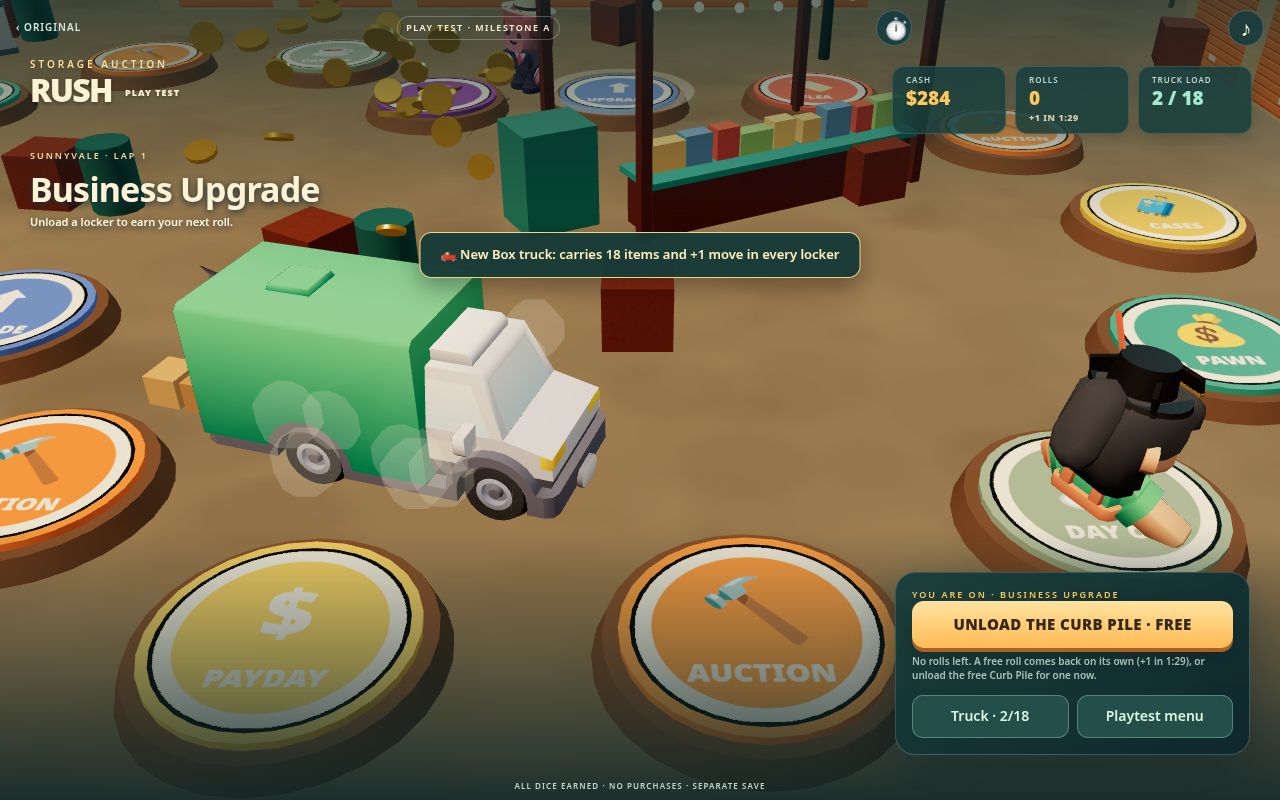 ‹ ORIGINAL
PLAY TEST · MILESTONE A
STORAGE AUCTION
RUSH PLAY TEST
CASH
$284
ROLLS
0
+1 IN 1:29
TRUCK LOAD
2 / 18
SUNNYVALE · LAP 1
Business Upgrade
Unload a locker to earn your next roll.
New Box truck: carries 18 items and +1 move in every locker
AUCTION
CASES
$
PAWN
DAY
$
PAYDAY
AUCTION
YOU ARE ON · BUSINESS UPGRADE
UNLOAD THE CURB PILE · FREE
No rolls left. A free roll comes back on its own (+1 in 1:29), or
unload the free Curb Pile for one now.
Truck · 2/18
Playtest menu
ALL DICE EARNED · NO PURCHASES · SEPARATE SAVE